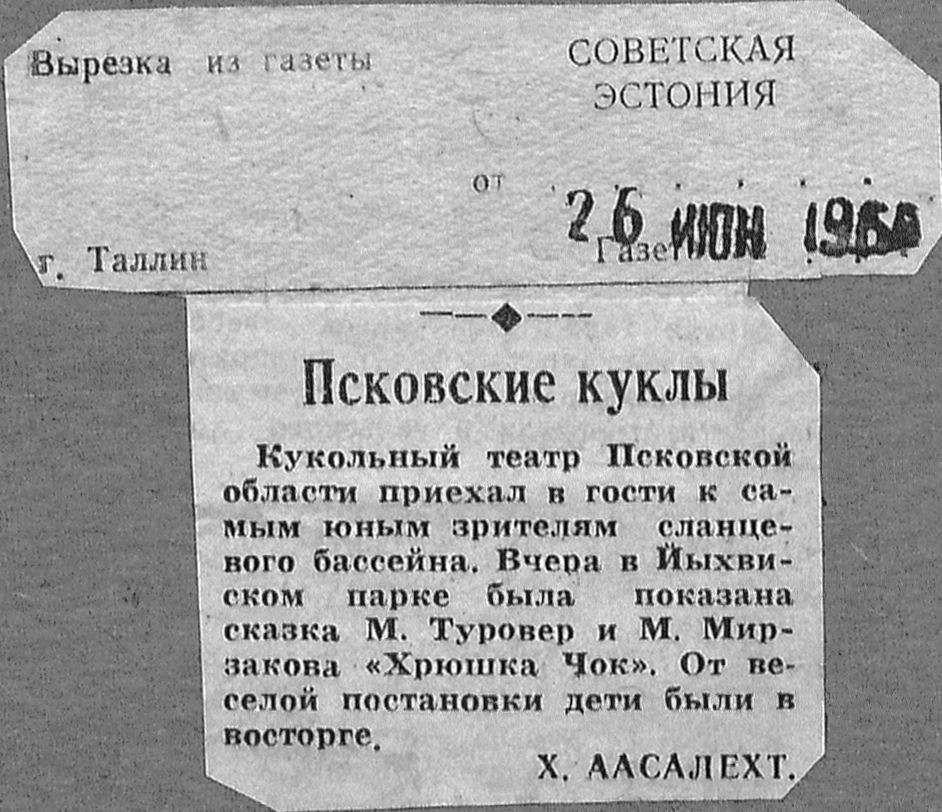 Вырезка из газеты
СОВЕТСКАЯ
ЭСТОНИЯ
от
26 ИЮН
г. Таллин
Газет
Псковские куклы
Кукольный театр Псковской
области приехал в гости к са-
мым юным зрителям сланце-
вого бассейна. Вчера в Йыхви-
ском парке была показана
сказка М. Туровер и М. Мир-
закова «Хрюшка Чок». От ве-
селой постановки дети были в
восторге.
Х. ААСАЛЕХТ.